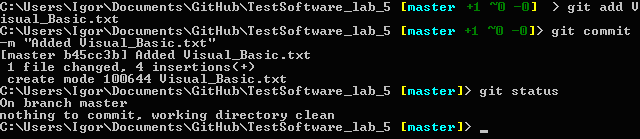 C:\Users\Igor\Documents\GitHub\TestSoftware_lab_5 [master +1 ~0 -0]  > git add V
isual_Basic.txt
C:\Users\Igor\Documents\GitHub\TestSoftware_lab_5 [master +1 ~0 -0]> git commit
-m "Added Visual_Basic.txt"
[master b45cc3b] Added Visual_Basic.txt
 1 file changed, 4 insertions(+)
 create mode 100644 Visual_Basic.txt
C:\Users\Igor\Documents\GitHub\TestSoftware_lab_5 [master]> git status
On branch master
nothing to commit, working directory clean
C:\Users\Igor\Documents\GitHub\TestSoftware_lab_5 [master]> _